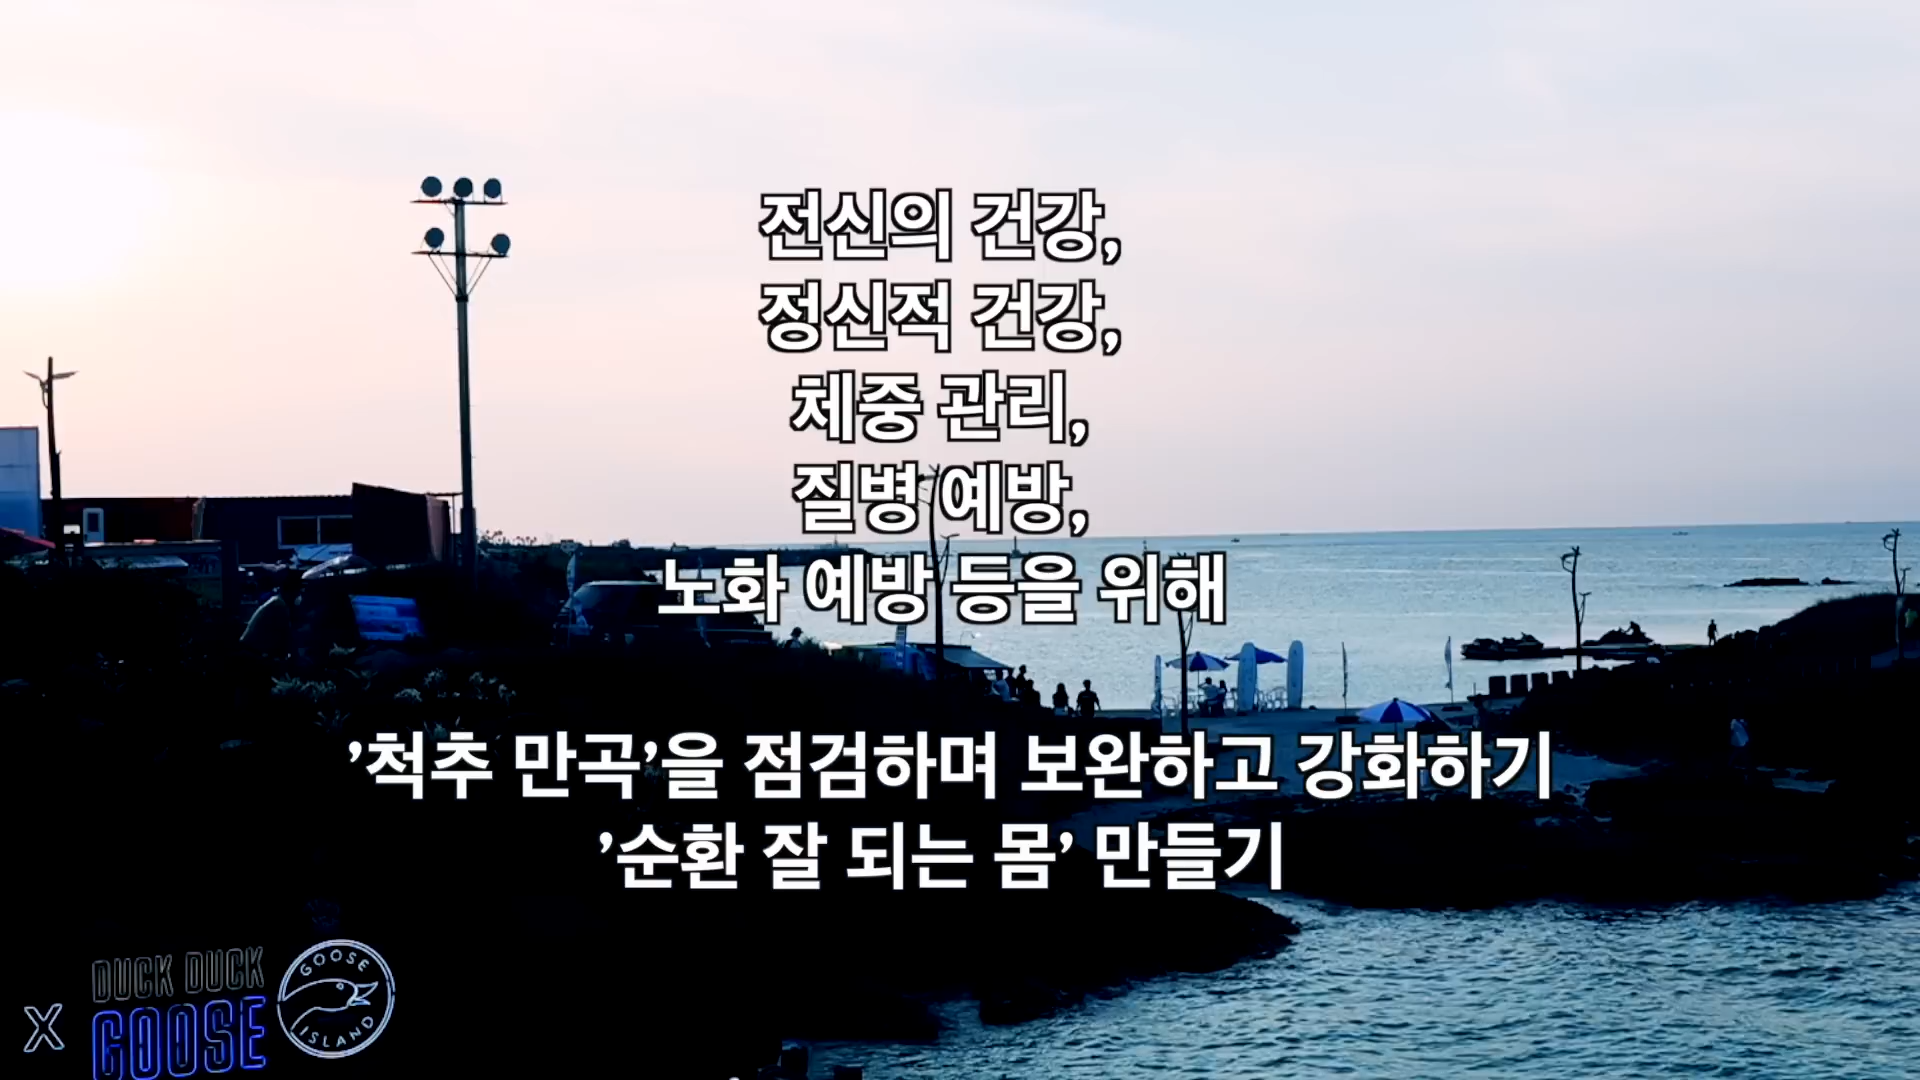 전신의 건강,
정신적 건강,
체중 관리,
질병 예방,
노화 예방 등을 위해
'척추 만곡'을 점검하며 보완하고 강화하기
'순환 잘 되는 몸' 만들기
X
DUCK DUCK
GOOSE
GOOSE
ISLAND